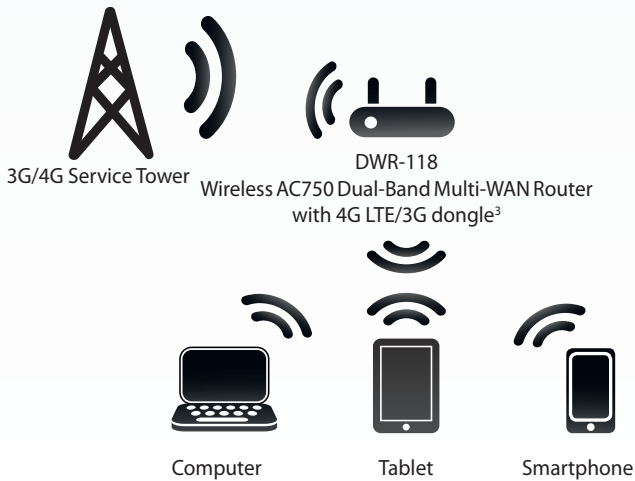 3G/4G Service Tower
DWR-118
Wireless AC750 Dual-Band Multi-WAN Router
with 4G LTE/3G dongle³
Computer
Tablet
Smartphone